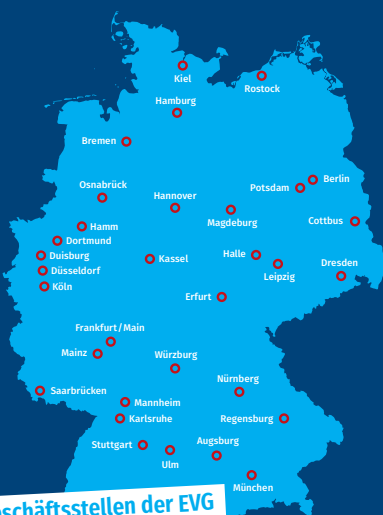 Kiel
Rostock
Hamburg
Bremen
Osnabrück
Hannover
Berlin
Potsdam
Magdeburg
Cottbus
Hamm
Dortmund
Duisburg
Düsseldorf
Köln
Kassel
Halle
Leipzig
Dresden
Erfurt
Frankfurt/Main
Mainz
Würzburg
Saarbrücken
Mannheim
Karlsruhe
Nürnberg
Regensburg
Stuttgart
Ulm
Augsburg
München
schäftsstellen der EVG